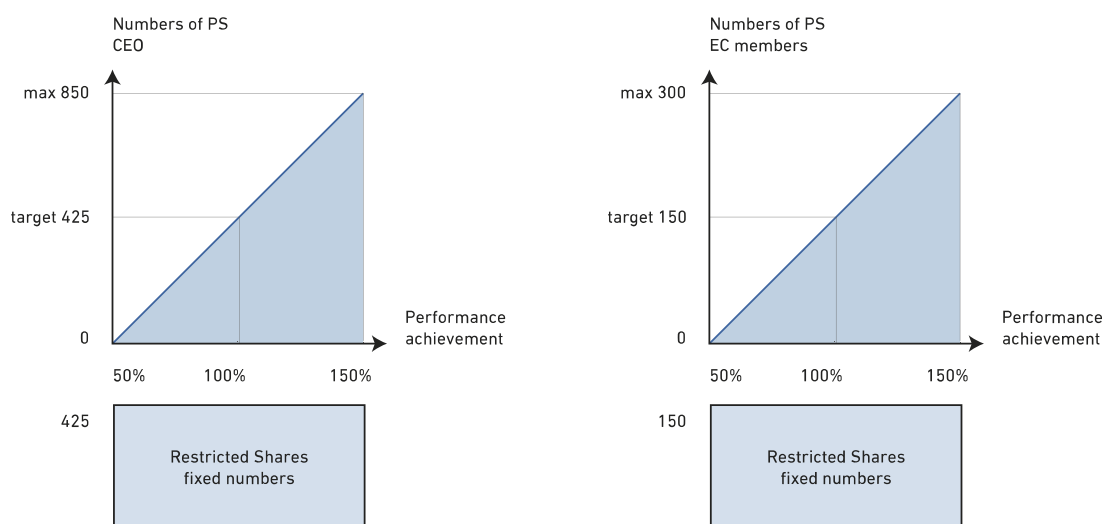 Numbers of PS
CEO
max 850
target 425
0
Performance
achievement
50% 100% 150%
425
Restricted Shares
fixed numbers
Numbers of PS
EC members
max 300
target 150
0
Performance
achievement
50% 100% 150%
150
Restricted Shares
fixed numbers